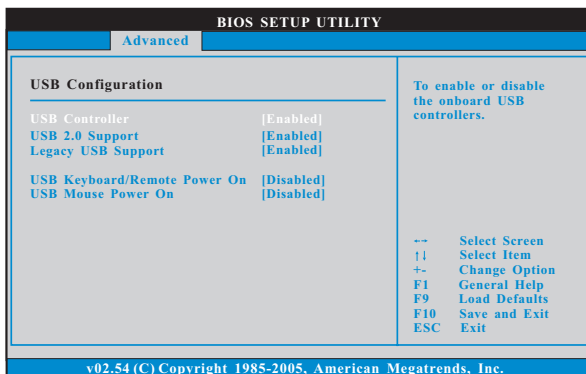 BIOS SETUP UTILITY
Advanced
USB Configuration
USB Controller [Enabled]
USB 2.0 Support [Enabled]
Legacy USB Support [Enabled]
USB Keyboard/Remote Power On [Disabled]
USB Mouse Power On [Disabled]
To enable or disable
the onboard USB
controllers.
←→ Select Screen
↑↓ Select Item
+- Change Option
F1 General Help
F9 Load Defaults
F10 Save and Exit
ESC Exit
v02.54 (C) Copyright 1985-2005, American Megatrends, Inc.